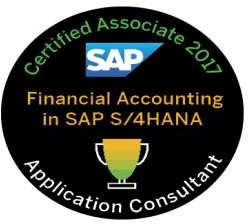 Certified Associate 2017
SAP
Financial Accounting
in SAP S/4HANA
Application Consultant